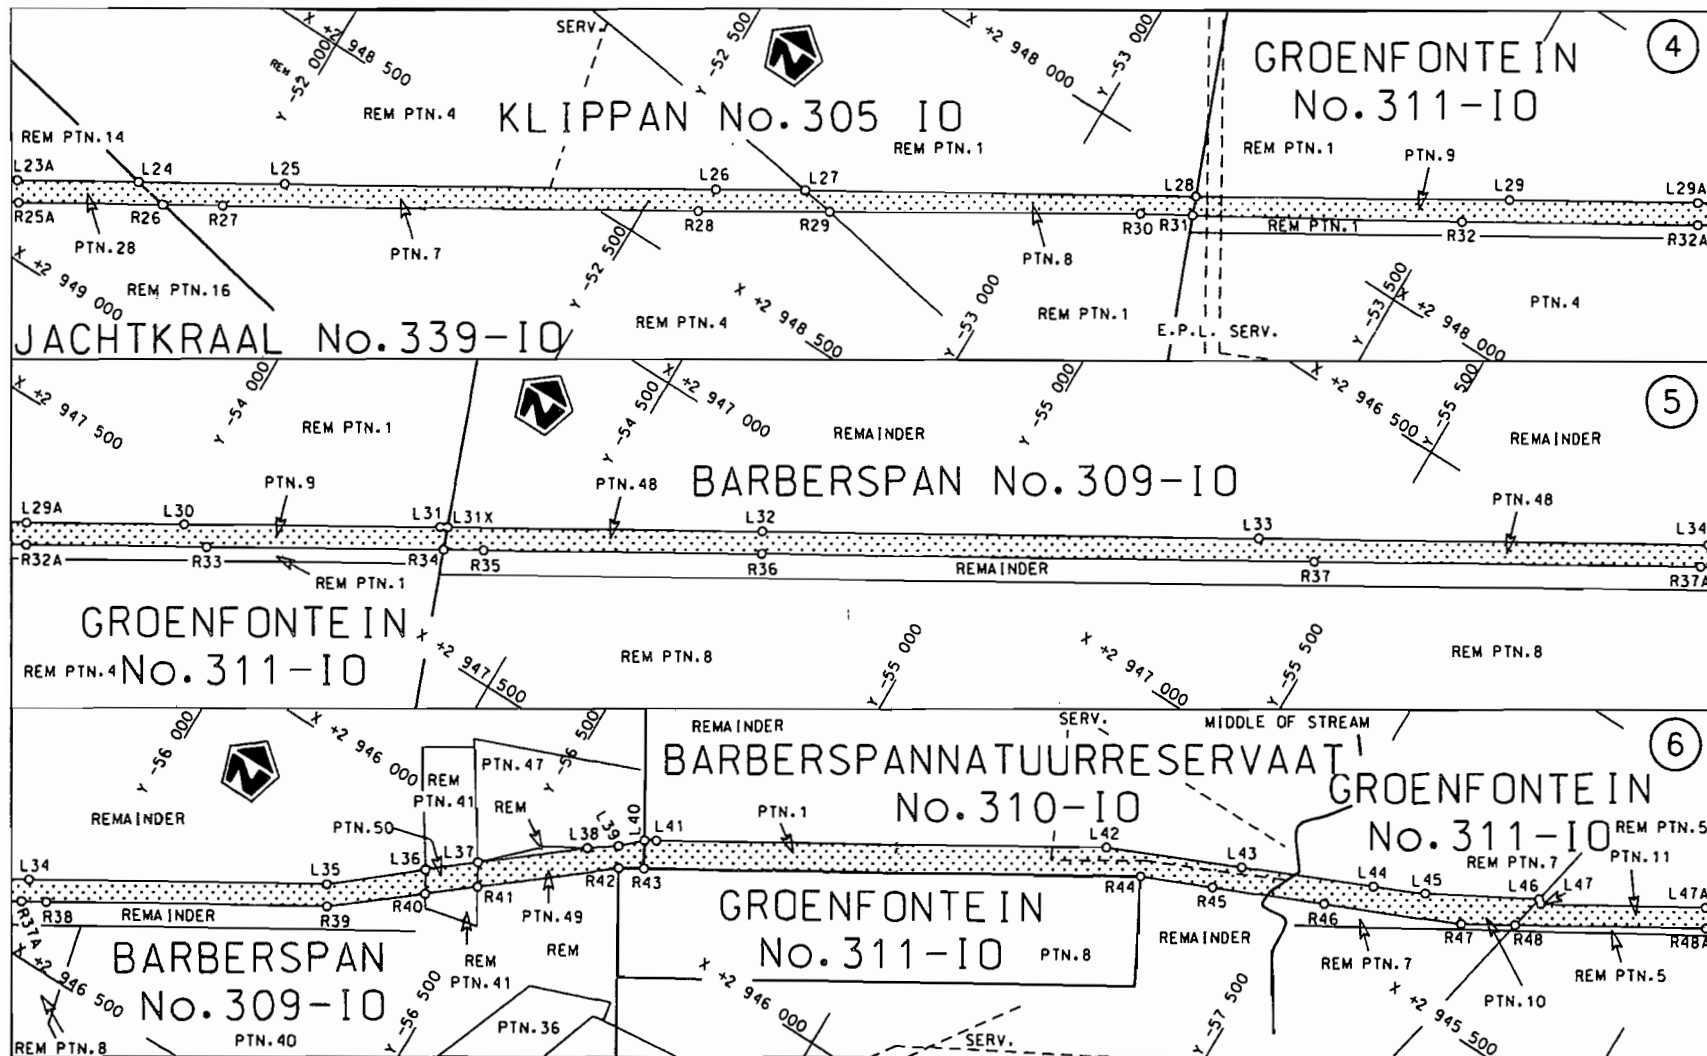 X +2 948 500
Y -52 000
REM
SERV.
Y -52 500
X +2 948 000
Y -53 000
GROENFONTEIN
No.311-IO
4
REM PTN.14
REM PTN.4
KLIPPAN No.305 IO
REM PTN.1
REM PTN.1
PTN.9
L23A
L24
L25
L26
L27
L28
L29
L29A
R25A
R26
R27
R28
R29
R30
R31
REM PTN.1
R32
R32A
PTN.28
PTN.7
PTN.8
X +2 949 000
REM PTN.16
Y -52 500
REM PTN.4
X +2 948 500
Y -53 000
REM PTN.1
E.P.L. SERV.
Y -53 500
X +2 948 000
PTN.4
JACHTKRAAL No.339-IO
X +2 947 500
Y -54 000
REM PTN.1
Y -54 500
X +2 947 000
REMAINDER
Y -55 000
X +2 946 500
Y -55 500
REMAINDER
5
PTN.9
PTN.48
BARBERSPAN No.309-IO
PTN.48
L29A
L30
L31
L31X
L32
L33
L34
R32A
R33
R34
R35
R36
REMAINDER
R37
R37A
REM PTN.1
GROENFONTEIN
REM PTN.4
No.311-IO
X +2 947 500
REM PTN.8
Y -55 000
X +2 947 000
Y -55 500
REM PTN.8
Y -56 000
X +2 946 000
Y -56 500
REMAINDER
SERV.
MIDDLE OF STREAM
6
REM
PTN.41
PTN.47
REM
BARBERSPANNATUURRESERVAAT
No.310-IO
GROENFONTEIN
No.311-IO
REMAINDER
PTN.50
PTN.1
REM PTN.5
REM PTN.7
PTN.11
L34
L35
L36
L37
L38
L39
L40
L41
L42
L43
L44
L45
L46
L47
L47A
R37A
R38
REMAINDER
R39
R40
R41
R42
R43
R44
R45
R46
R47
R48
R48A
PTN.49
REM
REM
PTN.41
GROENFONTEIN
No.311-IO
PTN.8
REMAINDER
REM PTN.7
PTN.10
REM PTN.5
BARBERSPAN
No.309-IO
X +2 946 500
REM PTN.8
PTN.40
Y -56 500
PTN.36
X +2 946 000
SERV.
Y -57 500
X +2 945 500